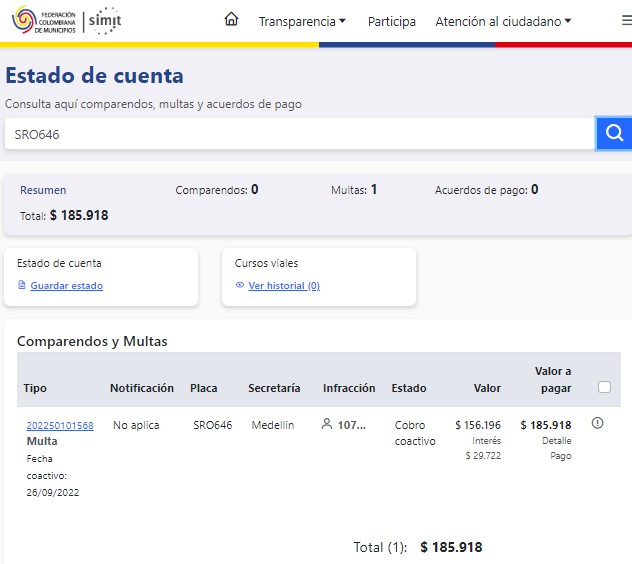 FEDERACIÓN
COLOMBIANA
DE MUNICIPIOS
simit
Transparencia
Participa
Atención al ciudadano
Estado de cuenta
Consulta aquí comparendos, multas y acuerdos de pago
SRO646
Resumen
Comparendos: 0
Multas: 1
Acuerdos de pago: 0
Total: $ 185.918
Estado de cuenta
Guardar estado
Cursos viales
Ver historial (0)
Comparendos y Multas
Tipo Notificación Placa Secretaría Infracción Estado Valor Valor a
pagar
202250101568 No aplica SRO646 Medellin 107... Cobro $ 156.196 $ 185.918
Multa coactivo Interés Detalle
Fecha $ 29.722 Pago
coactivo:
26/09/2022
Total (1): $ 185.918